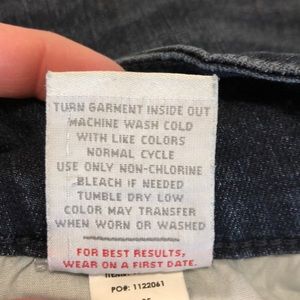 TURN GARMENT INSIDE OUT
MACHINE WASH COLD
WITH LIKE COLORS
NORMAL CYCLE
USE ONLY NON-CHLORINE
BLEACH IF NEEDED
TUMBLE DRY LOW
COLOR MAY TRANSFER
WHEN WORN OR WASHED
FOR BEST RESULTS,
WEAR ON A FIRST DATE.
PO#: 1122061